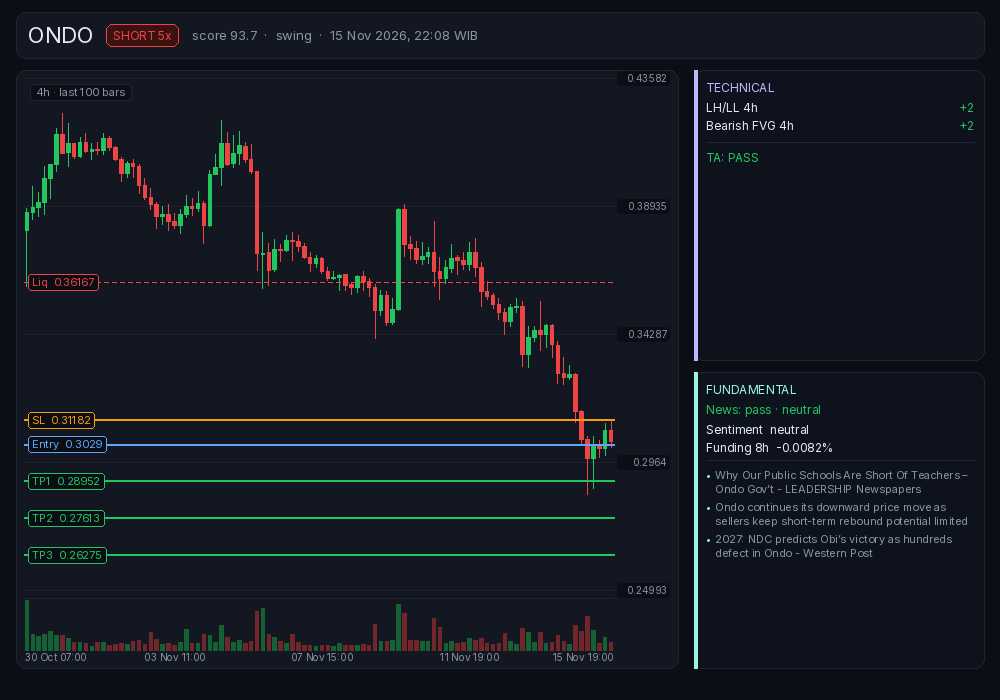 ONDO
SHORT 5x
score 93.7 · swing · 15 Nov 2026, 22:08 WIB
4h · last 100 bars
0.43582
0.38935
0.34287
0.2964
0.24993
Liq 0.36167
SL 0.31182
Entry 0.3029
TP1 0.28952
TP2 0.27613
TP3 0.26275
30 Oct 07:00
03 Nov 11:00
07 Nov 15:00
11 Nov 19:00
15 Nov 19:00
TECHNICAL
LH/LL 4h +2
Bearish FVG 4h +2
TA: PASS
FUNDAMENTAL
News: pass · neutral
Sentiment neutral
Funding 8h -0.0082%
• Why Our Public Schools Are Short Of Teachers –
Ondo Gov't - LEADERSHIP Newspapers
• Ondo continues its downward price move as
sellers keep short-term rebound potential limited
• 2027: NDC predicts Obi's victory as hundreds
defect in Ondo - Western Post